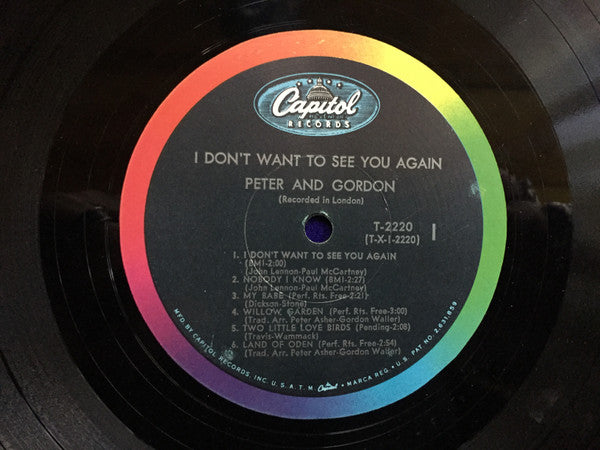 Capitol
RECORDS
I DON'T WANT TO SEE YOU AGAIN
PETER AND GORDON
(Recorded in London)
T-2220
(T-X-1-2220)
1
1. I DON'T WANT TO SEE YOU AGAIN
(BMI-2:00)
(John Lennon-Paul McCartney)
2. NOBODY I KNOW (BMI-2:27)
(John Lennon-Paul McCartney)
3. MY BABE (Perf. Rts. Free-2:21)
(Dickson-Stone)
4. WILLOW GARDEN (Perf. Rts. Free-3:00)
(Trad. Arr. Peter Asher-Gordon Waller)
5. TWO LITTLE LOVE BIRDS (Pending-2:08)
(Travis-Wammack)
6. LAND OF ODEN (Perf. Rts. Free-2:54)
(Trad. Arr. Peter Asher-Gordon Waller)
MFD. BY CAPITOL RECORDS, INC. U.S.A. T.M. Capitol MARCA REG. • U.S. PAT. NO. 2,631,859